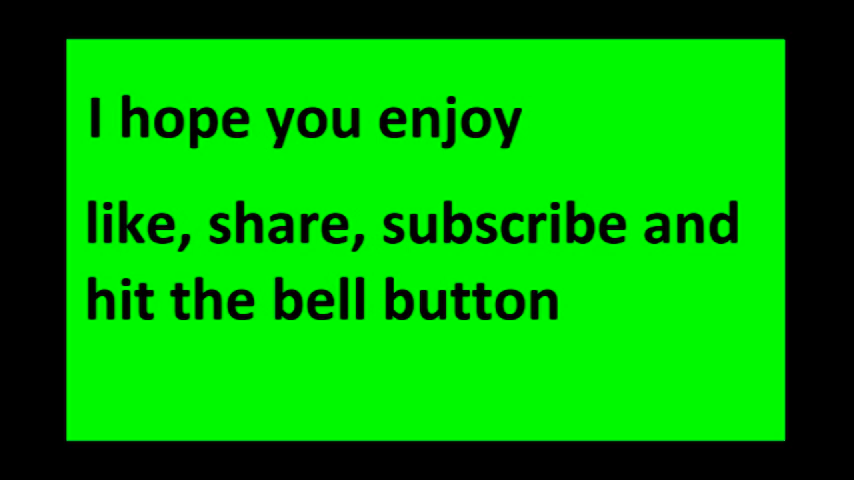 I hope you enjoy
like, share, subscribe and
hit the bell button